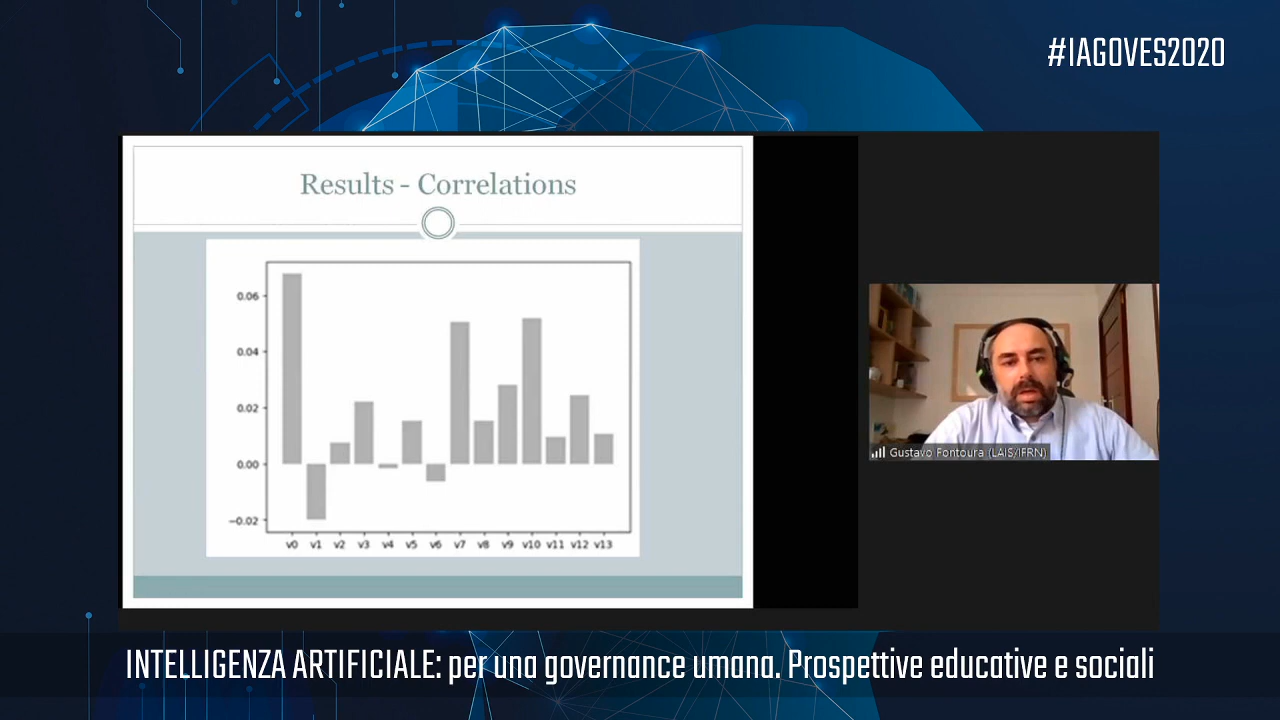 #IAGOVES2020
Results - Correlations
0.06
0.04
0.02
0.00
−0.02
v0 v1 v2 v3 v4 v5 v6 v7 v8 v9 v10 v11 v12 v13
Gustavo Fontoura (LAIS/IFRN)
INTELLIGENZA ARTIFICIALE: per una governance umana. Prospettive educative e sociali